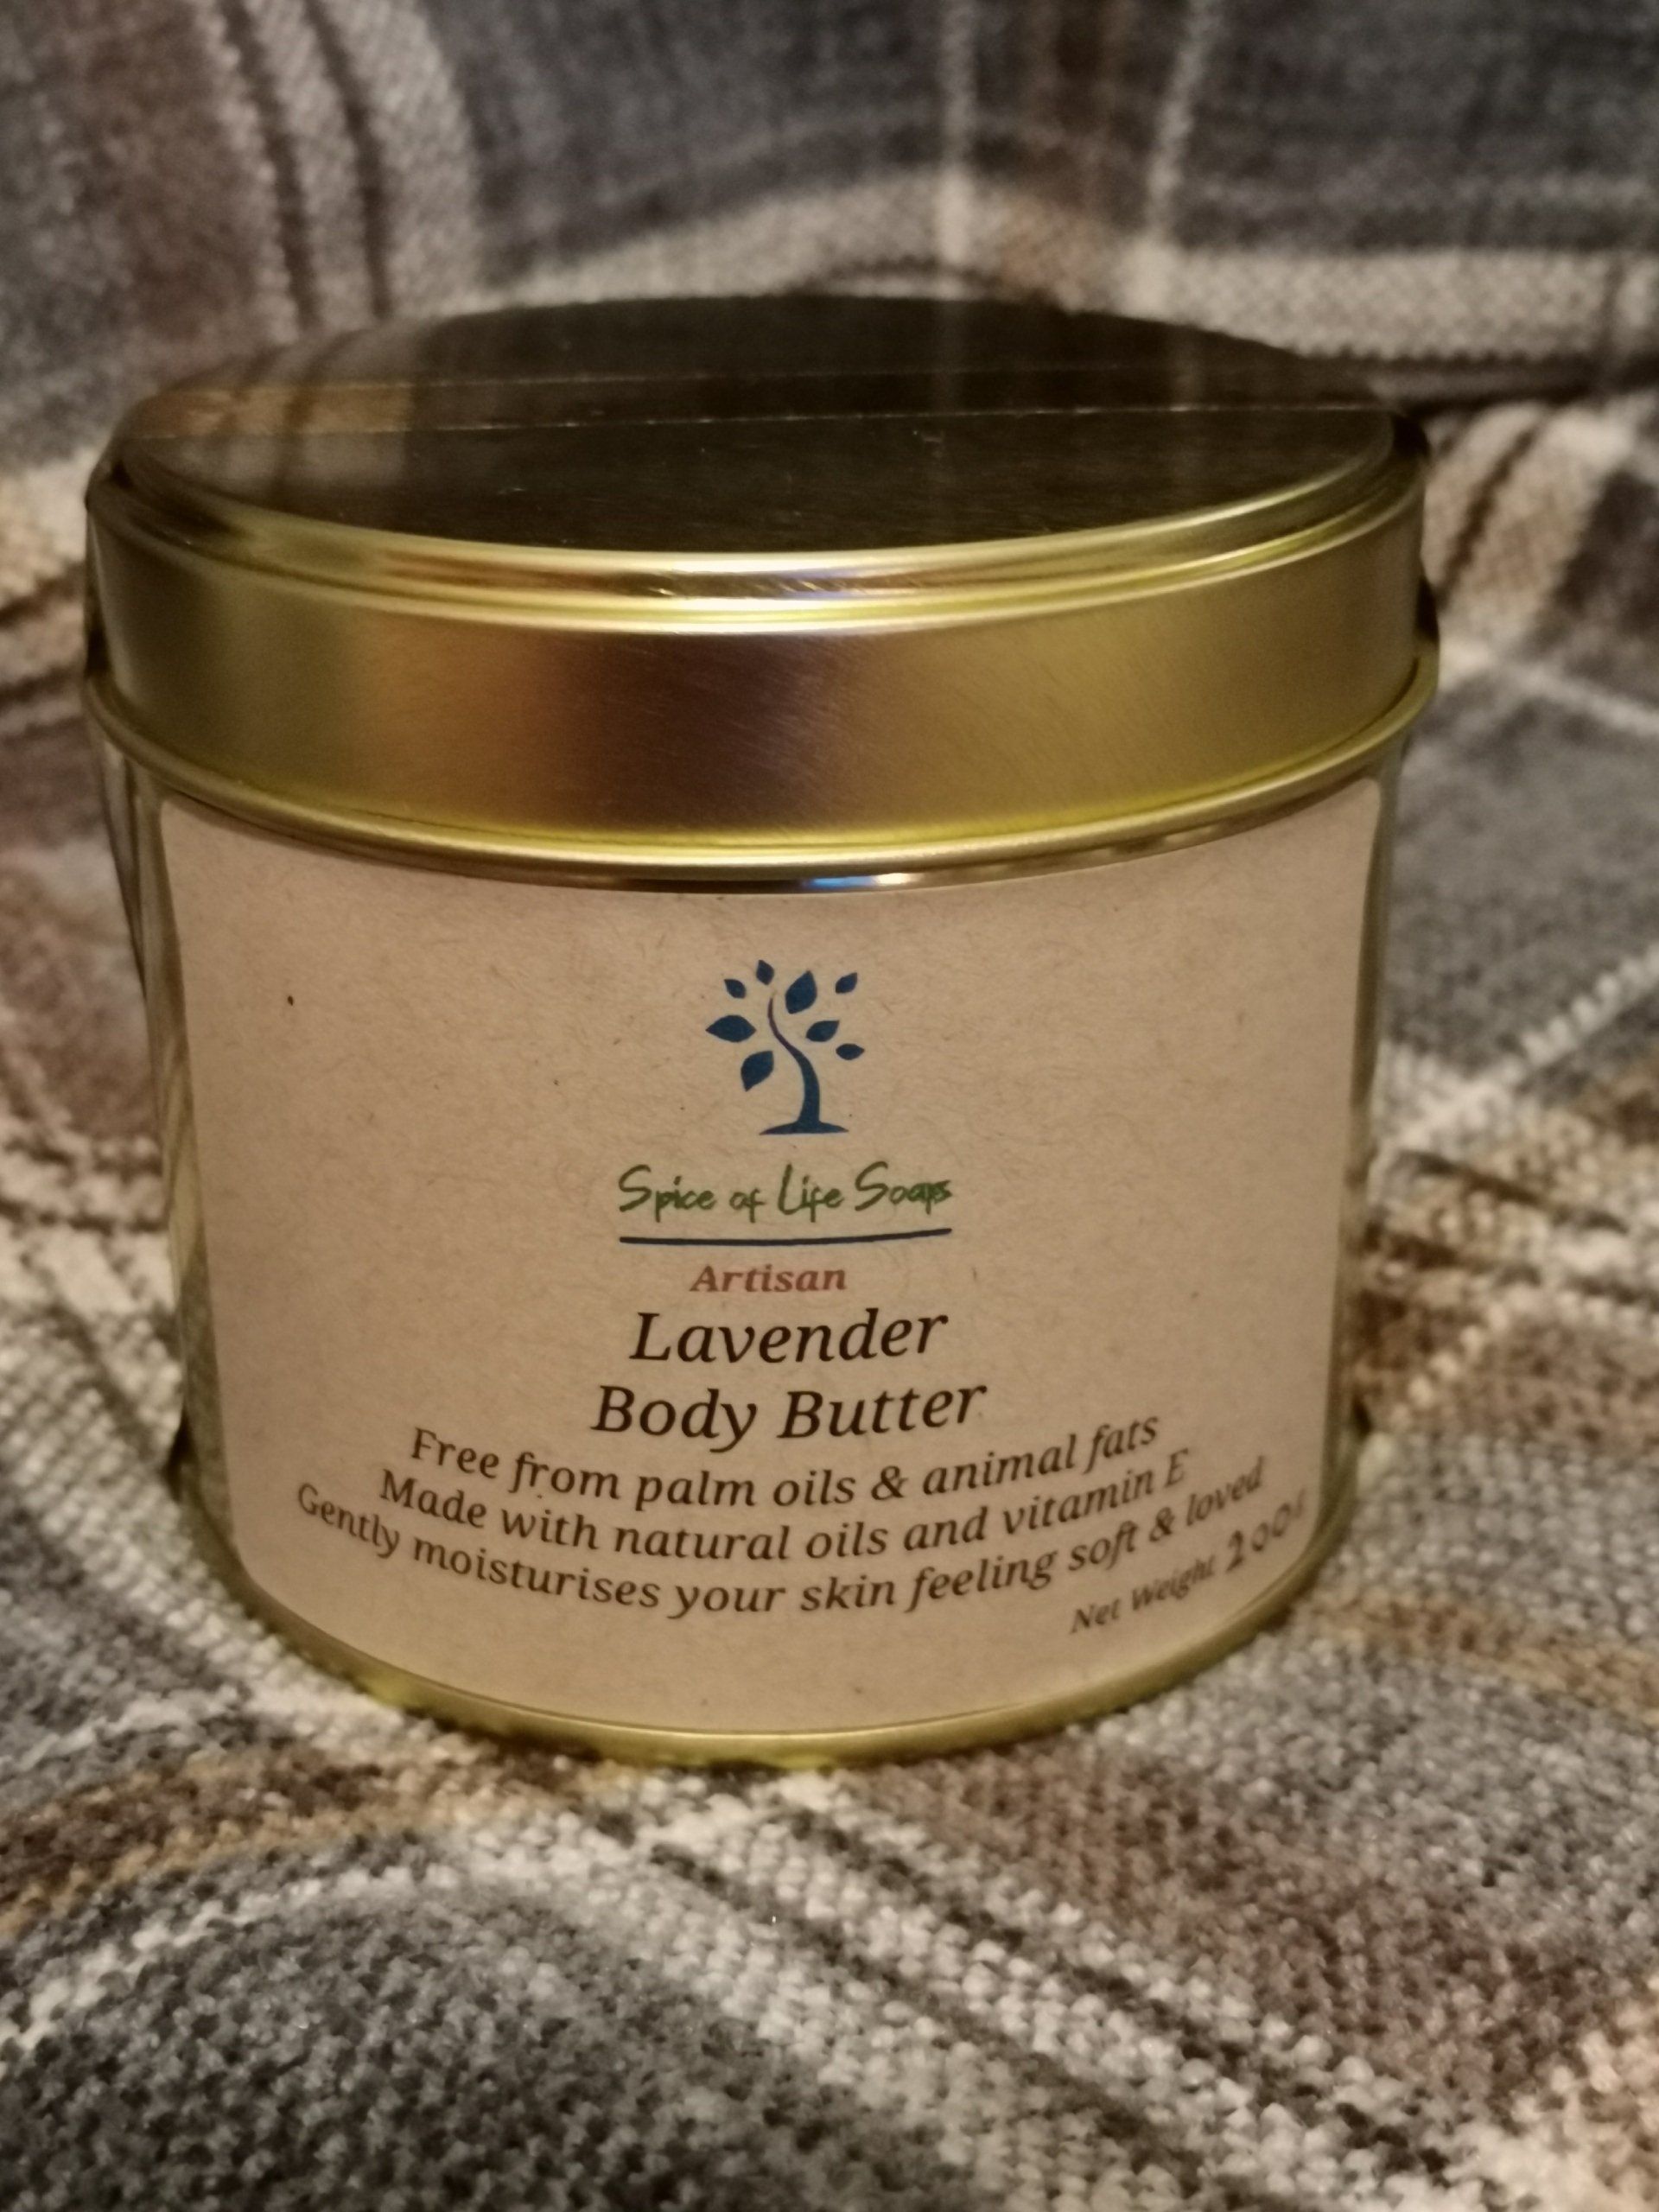 Spice of Life Soaps
Artisan
Lavender
Body Butter
Free from palm oils & animal fats
Made with natural oils and vitamin E
Gently moisturises your skin feeling soft & loved
Net Weight